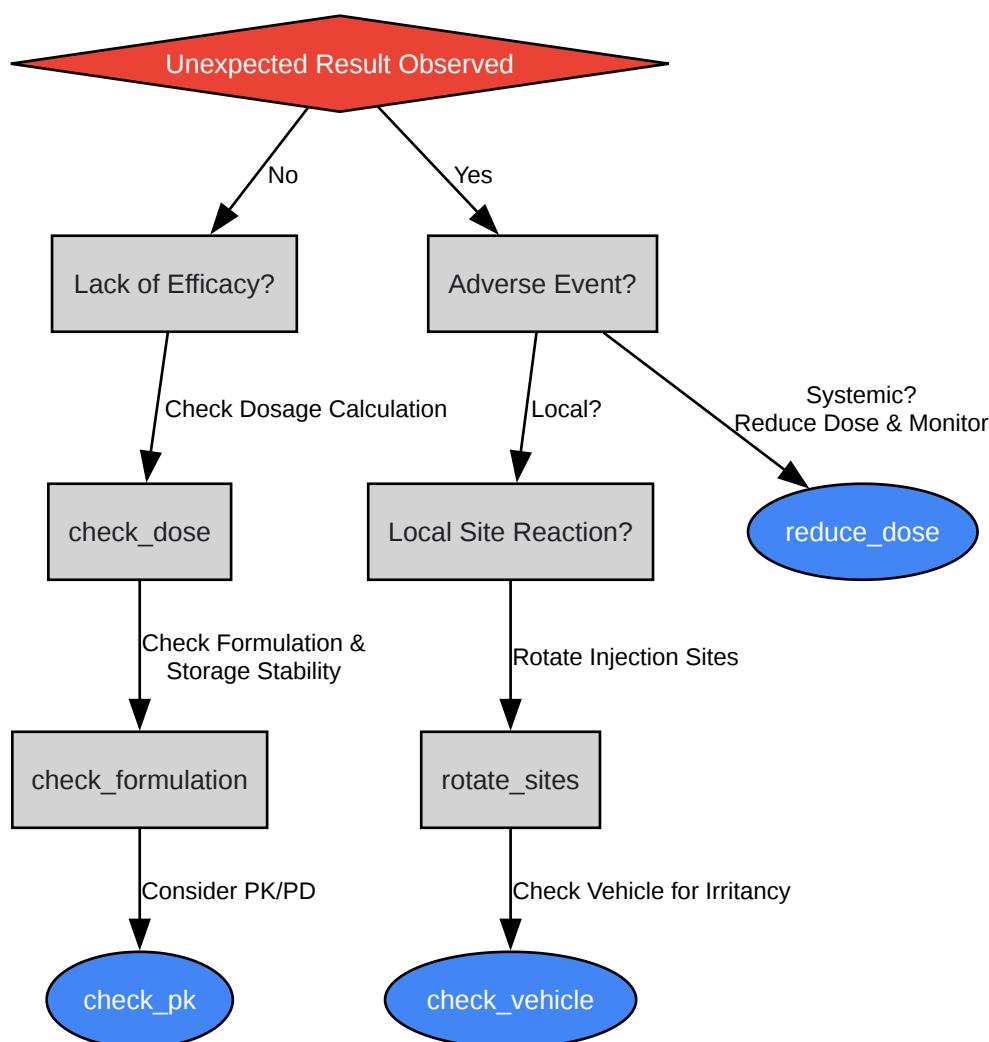 Unexpected Result Observed
No
Yes
Lack of Efficacy?
Adverse Event?
Check Dosage Calculation
Local?
Systemic?
Reduce Dose & Monitor
check_dose
Local Site Reaction?
reduce_dose
Check Formulation &
Storage Stability
Rotate Injection Sites
check_formulation
rotate_sites
Consider PK/PD
Check Vehicle for Irritancy
check_pk
check_vehicle